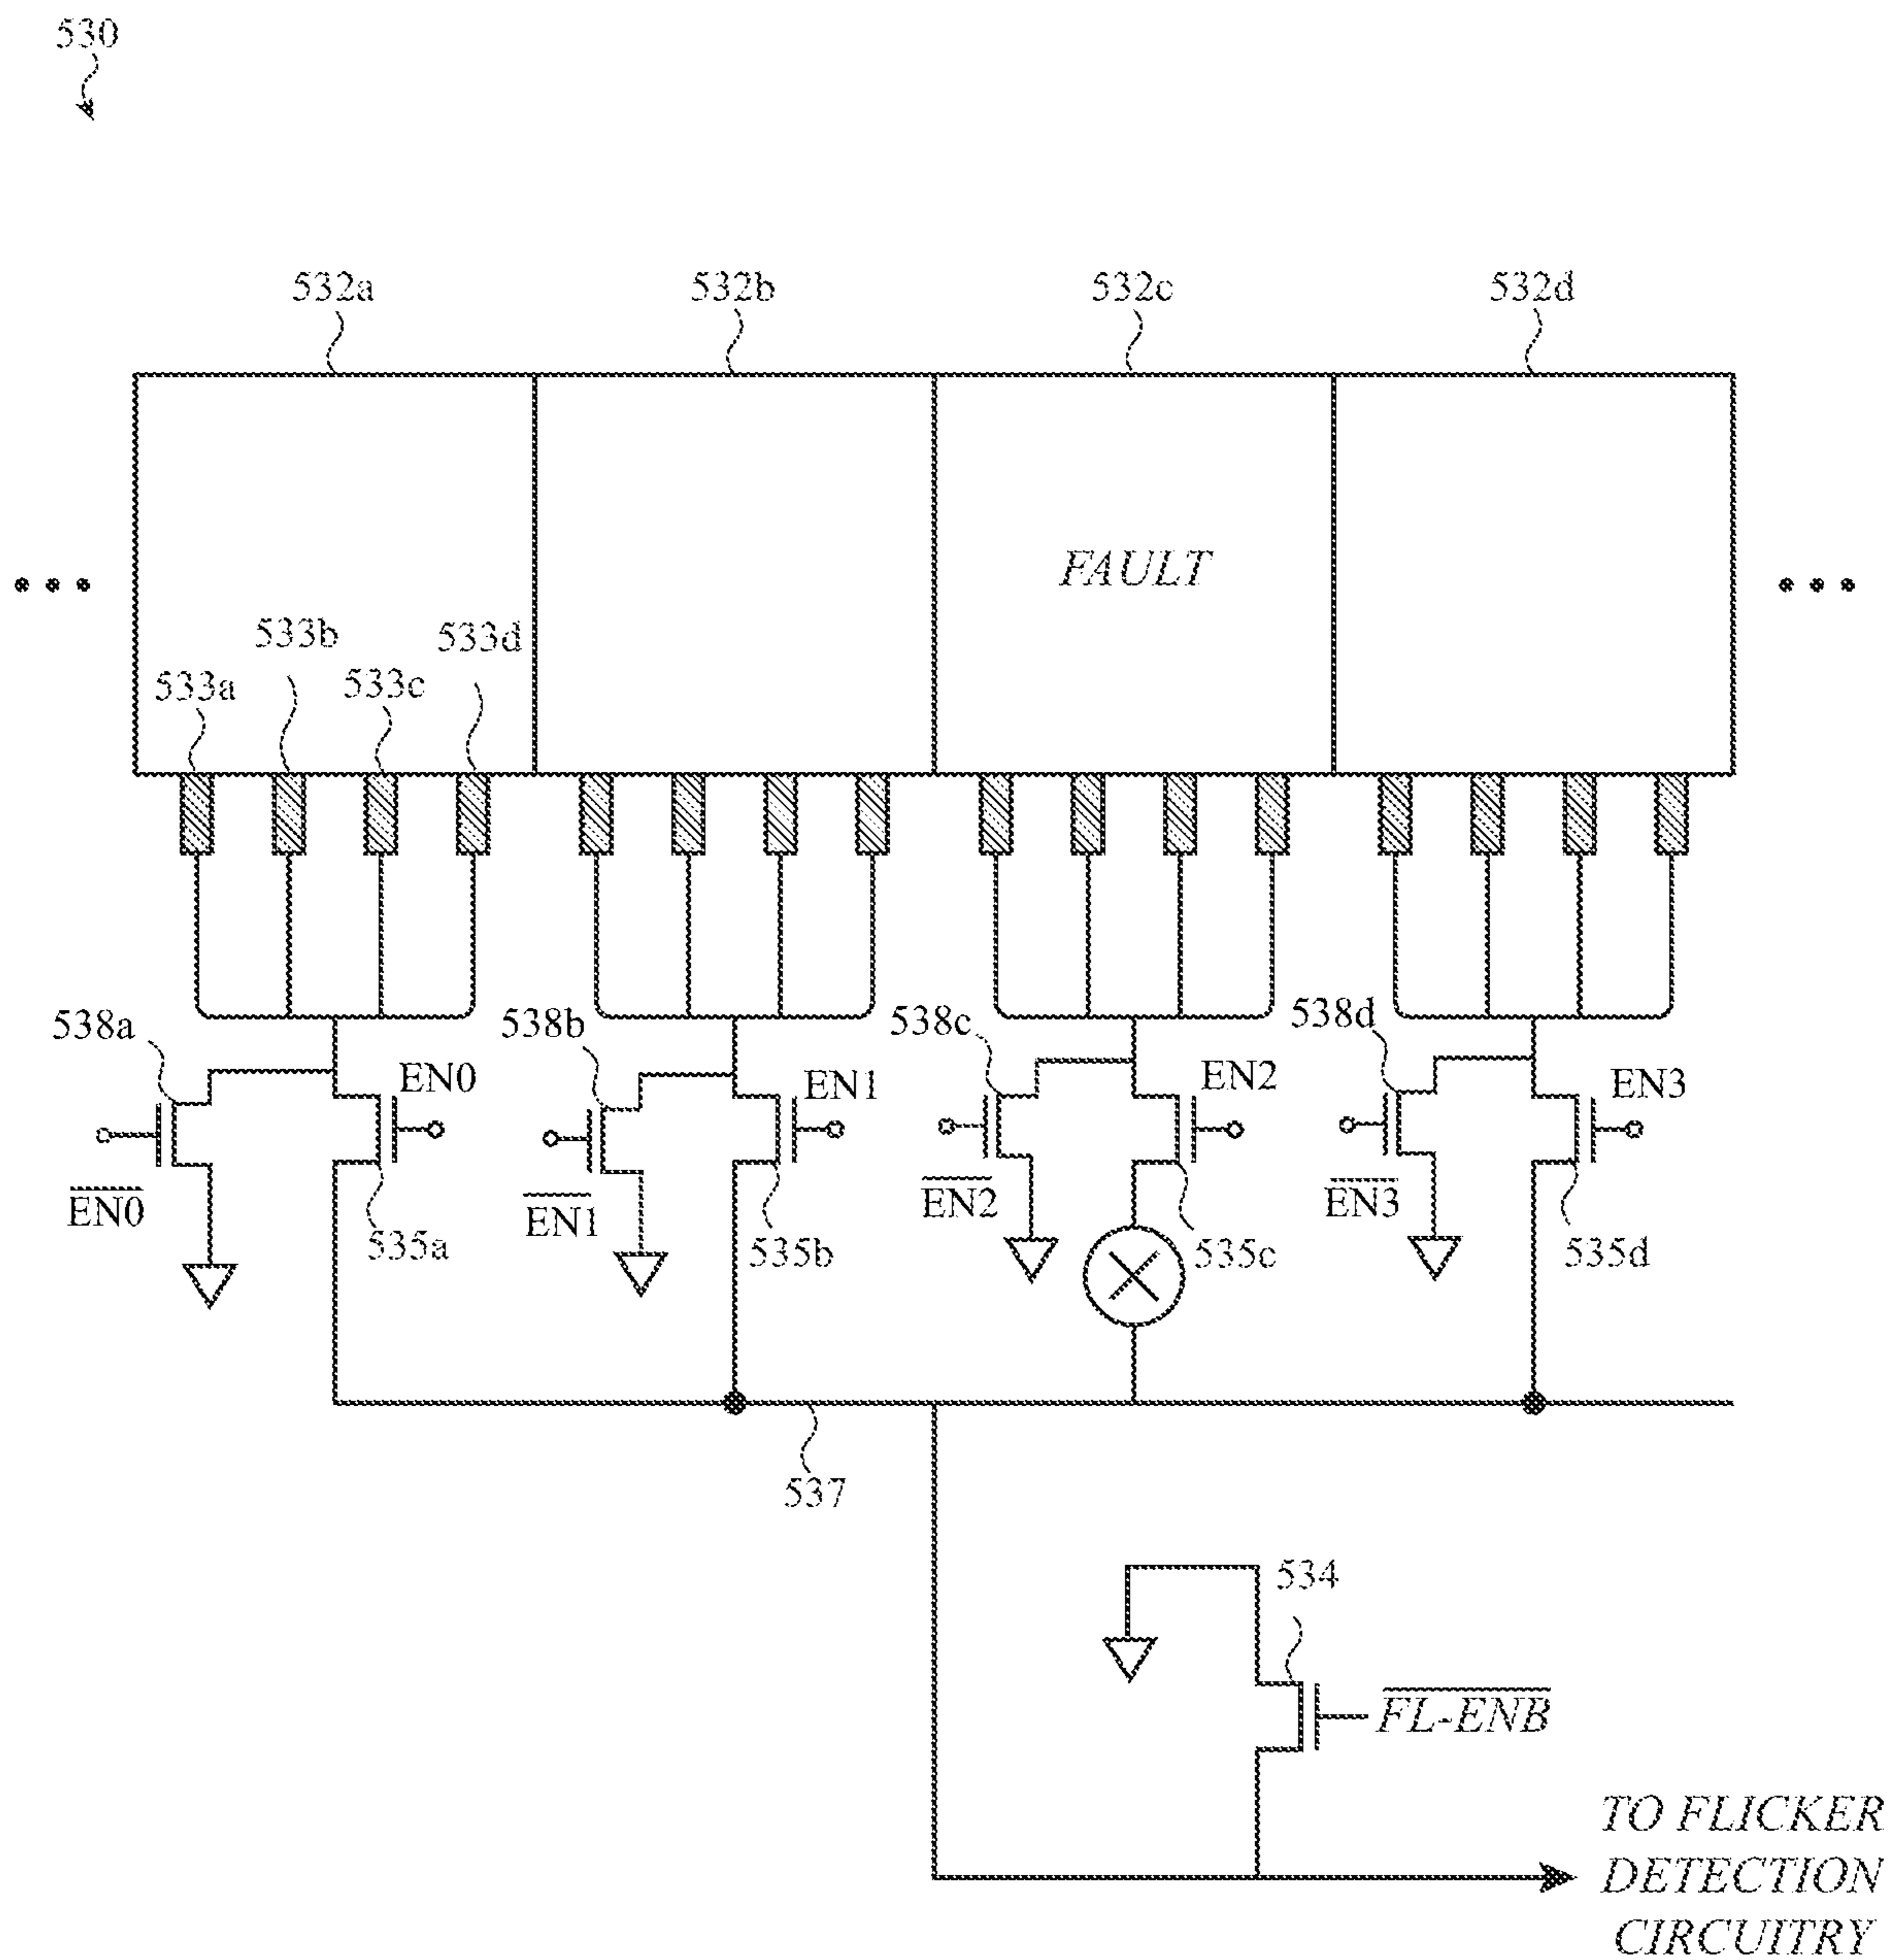 530
532a 532b 532c 532d
FAULT
533a 533b 533c 533d
538a 538b 538c 538d
EN0 EN1 EN2 EN3
EN0 EN1 EN2 EN3
535a 535b 535c 535d
537
534
FL-ENB
TO FLICKER
DETECTION
CIRCUITRY